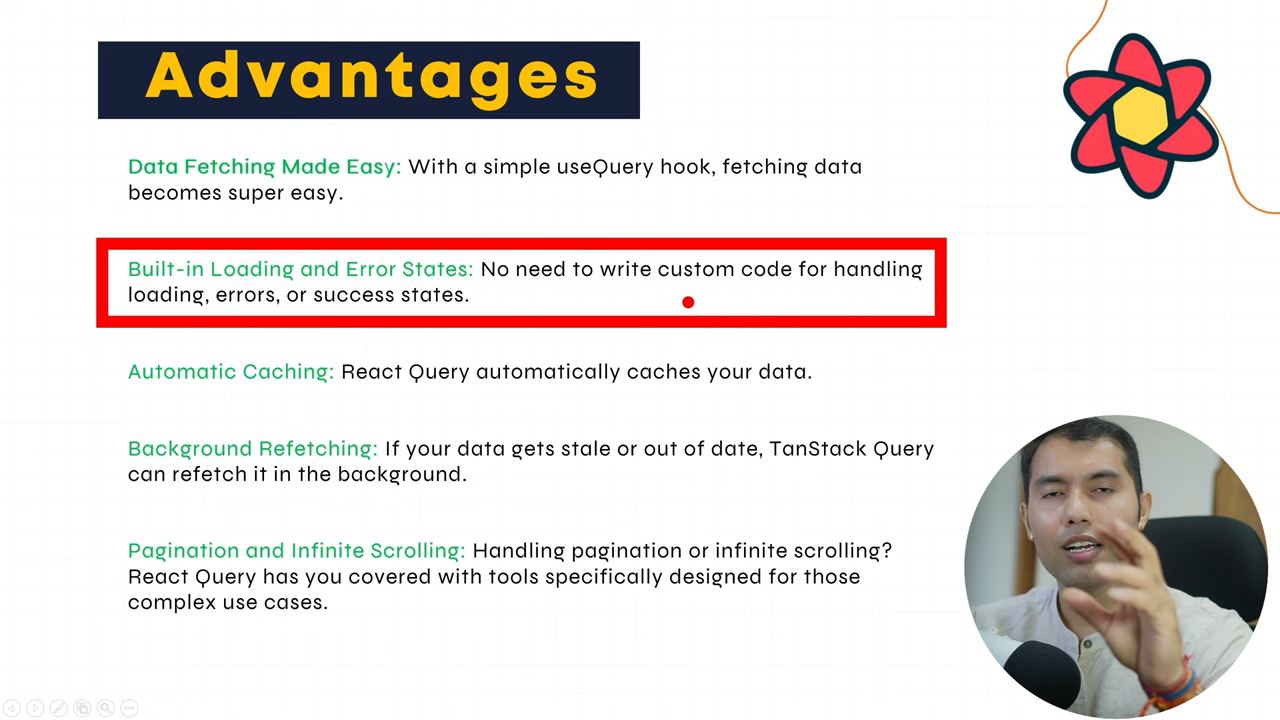 Advantages
Data Fetching Made Easy: With a simple useQuery hook, fetching data
becomes super easy.
Built-in Loading and Error States: No need to write custom code for handling
loading, errors, or success states.
Automatic Caching: React Query automatically caches your data.
Background Refetching: If your data gets stale or out of date, TanStack Query
can refetch it in the background.
Pagination and Infinite Scrolling: Handling pagination or infinite scrolling?
React Query has you covered with tools specifically designed for those
complex use cases.